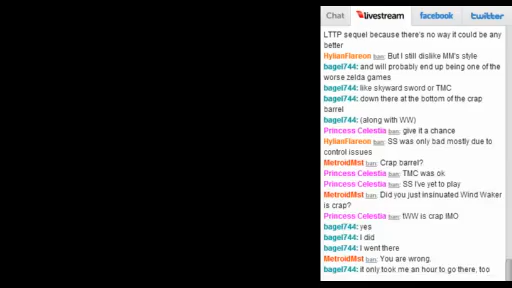 Chat livestream facebook twitter
LTTP sequel because there's no way it could be any
better
HylianFlareon ban: But I still dislike MM's style
bagel744: and will probably end up being one of the
worse zelda games
bagel744: like skyward sword or TMC
bagel744: down there at the bottom of the crap
barrel
bagel744: (along with WW)
Princess Celestia ban: give it a chance
HylianFlareon ban: SS was only bad mostly due to
control issues
MetroidMst ban: Crap barrel?
Princess Celestia ban: TMC was ok
Princess Celestia ban: SS I've yet to play
MetroidMst ban: Did you just insinuated Wind Waker
is crap?
Princess Celestia ban: tWW is crap IMO
bagel744: yes
bagel744: I did
bagel744: I went there
MetroidMst ban: You are wrong.
bagel744: it only took me an hour to go there, too